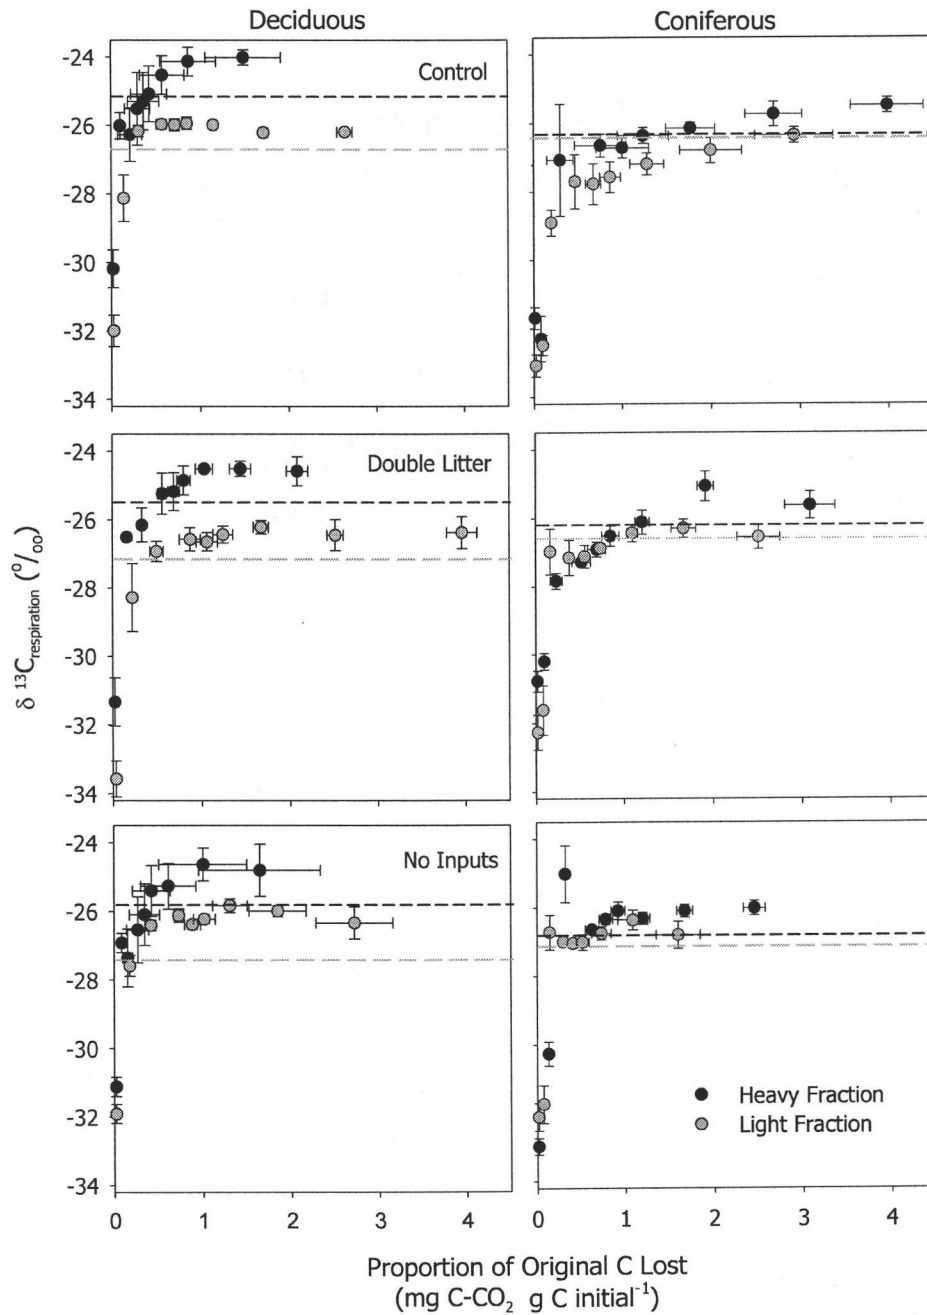 Deciduous
Coniferous
-24
-26
-28
-30
-32
-34
Control
-24
-26
-28
-30
-32
-34
Double Litter
δ ¹³C respiration (⁰/₀₀)
-24
-26
-28
-30
-32
-34
No Inputs
Heavy Fraction
Light Fraction
0 1 2 3 4
0 1 2 3 4
Proportion of Original C Lost
(mg C-CO₂ g C initial⁻¹)